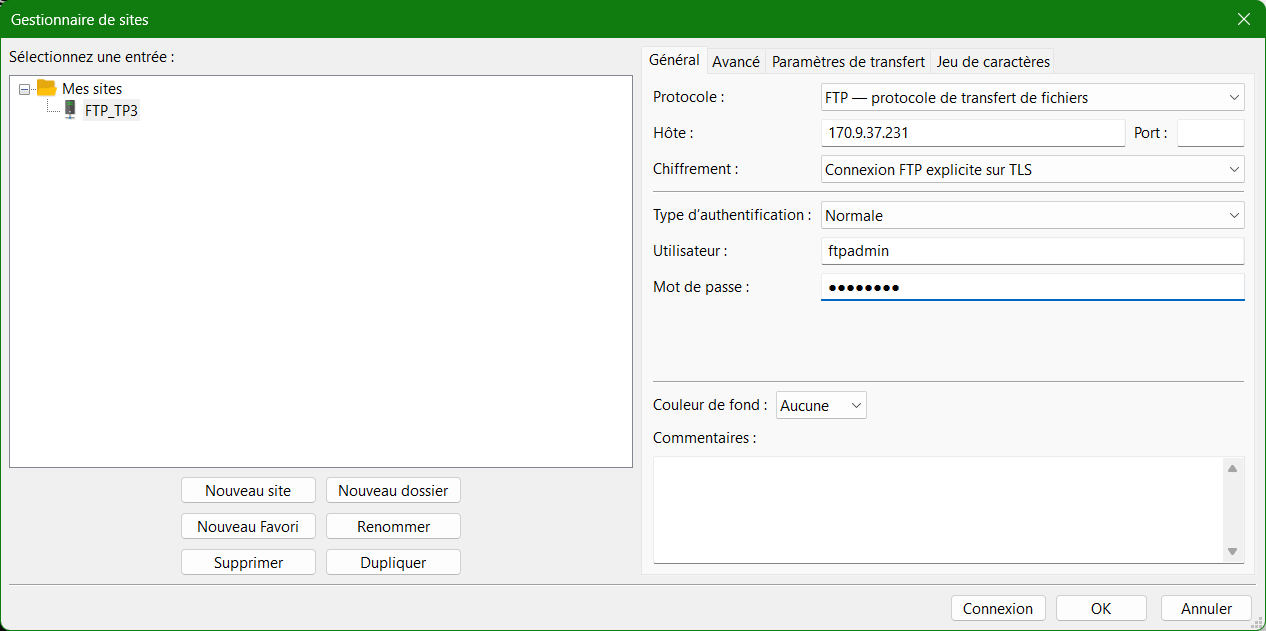 Gestionnaire de sites
Sélectionnez une entrée :
Mes sites
FTP_TP3
Nouveau site
Nouveau dossier
Nouveau Favori
Renommer
Supprimer
Dupliquer
Général
Avancé
Paramètres de transfert
Jeu de caractères
Protocole :
FTP — protocole de transfert de fichiers
Hôte :
170.9.37.231
Port :
Chiffrement :
Connexion FTP explicite sur TLS
Type d'authentification :
Normale
Utilisateur :
ftpadmin
Mot de passe :
●●●●●●●●
Couleur de fond :
Aucune
Commentaires :
Connexion
OK
Annuler